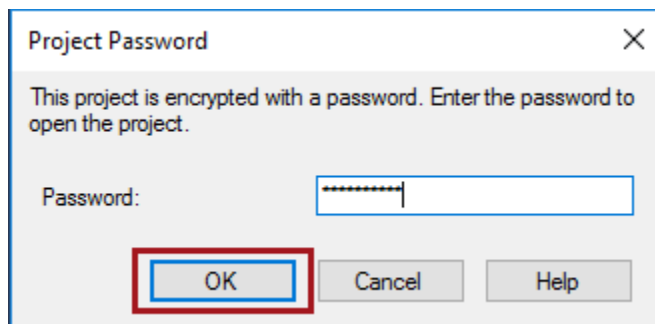 Project Password
This project is encrypted with a password. Enter the password to
open the project.
Password: **********
OK Cancel Help